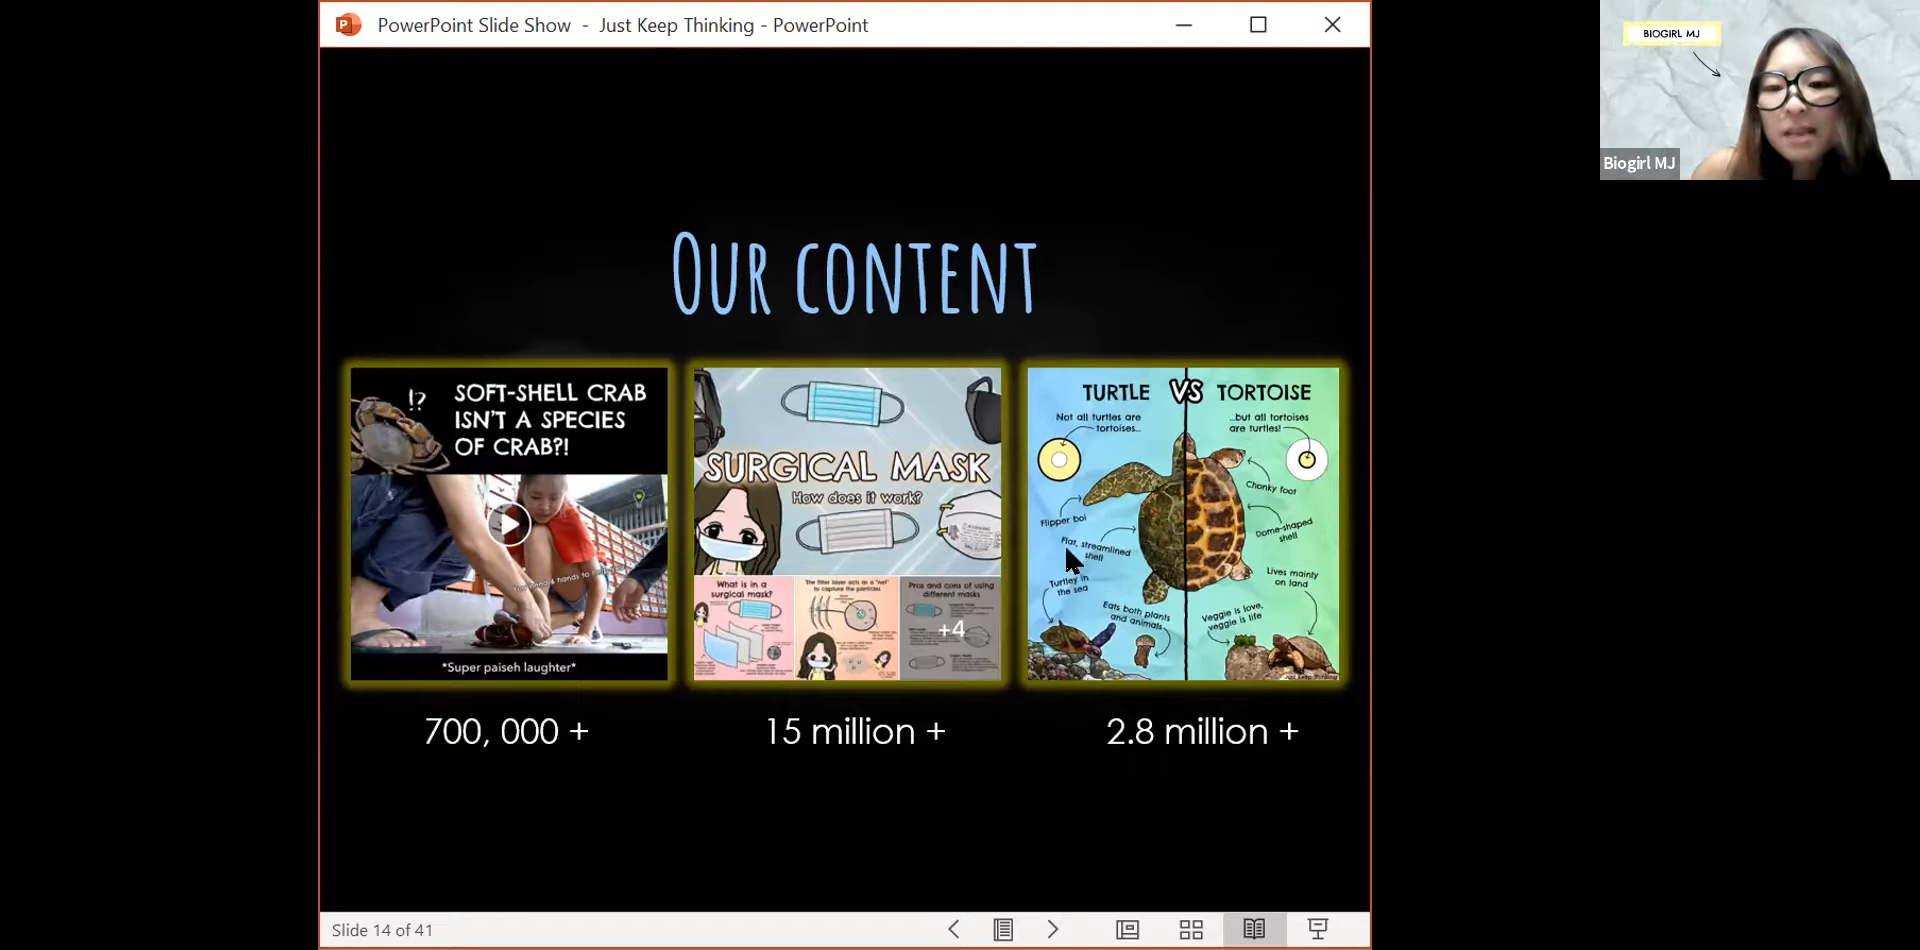 PowerPoint Slide Show - Just Keep Thinking - PowerPoint
BIOGIRL MJ
Biogirl MJ
OUR CONTENT
!?
SOFT-SHELL CRAB
ISN'T A SPECIES
OF CRAB?!
*Super paiseh laughter*
700, 000 +
SURGICAL MASK
How does it work?
What is in a
surgical mask?
The filter layer acts as a 'net'
to capture the particles
Pros and cons of using
different masks
+4
15 million +
TURTLE VS TORTOISE
Not all turtles are
tortoises...
...but all tortoises
are turtles!
Chonky foot
Flipper boi
Dome-shaped
shell
Flat, streamlined
shell
Lives mainly
on land
Turtley in
the sea
Eats both plants
and animals
Veggie is love,
veggie is life
Just Keep Thinking
2.8 million +
Slide 14 of 41